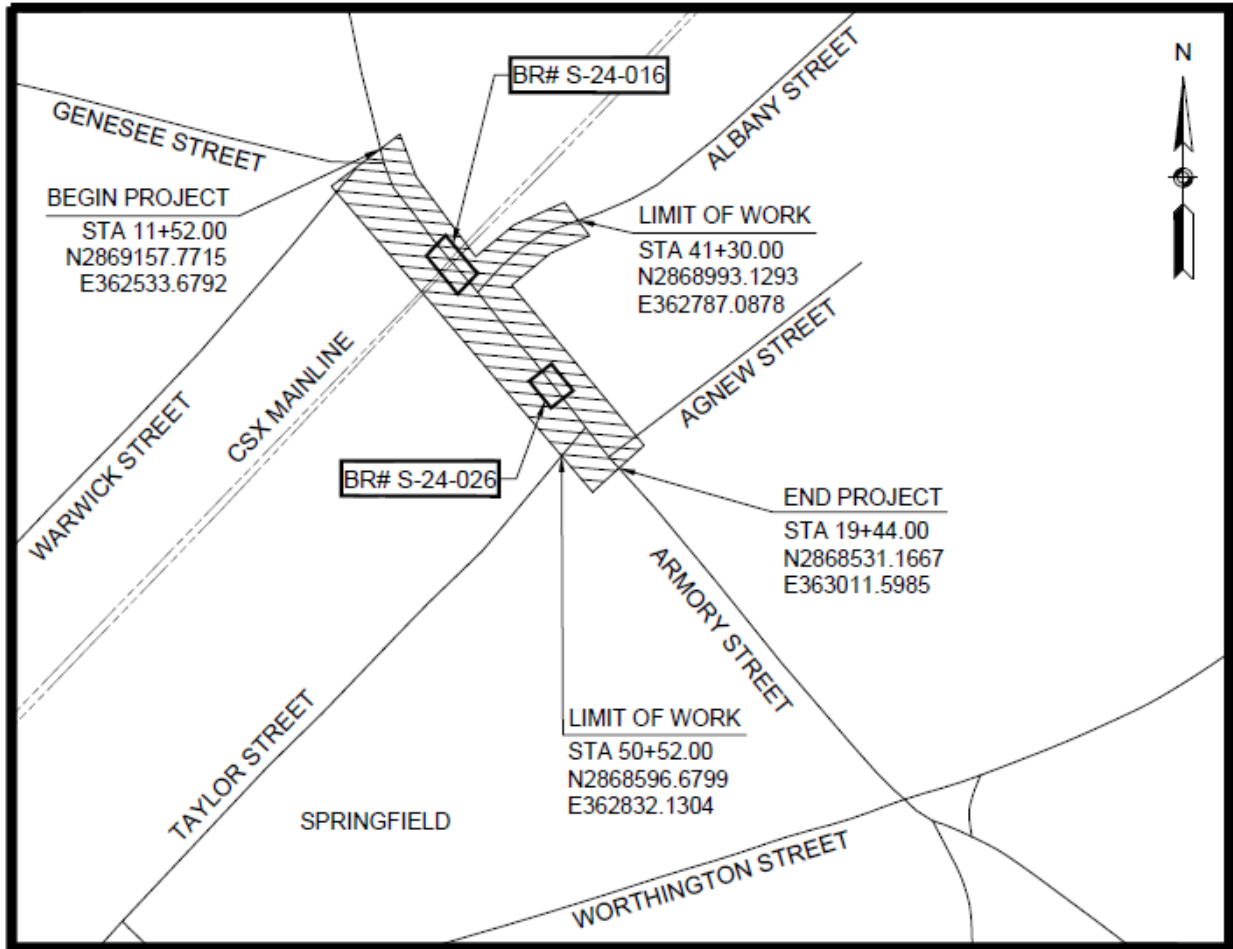 BR# S-24-016
N
GENESEE STREET
ALBANY STREET
BEGIN PROJECT
STA 11+52.00
N2869157.7715
E362533.6792
LIMIT OF WORK
STA 41+30.00
N2868993.1293
E362787.0878
AGNEW STREET
CSX MAINLINE
WARWICK STREET
BR# S-24-026
END PROJECT
STA 19+44.00
N2868531.1667
E363011.5985
ARMORY STREET
LIMIT OF WORK
STA 50+52.00
N2868596.6799
E362832.1304
TAYLOR STREET
SPRINGFIELD
WORTHINGTON STREET